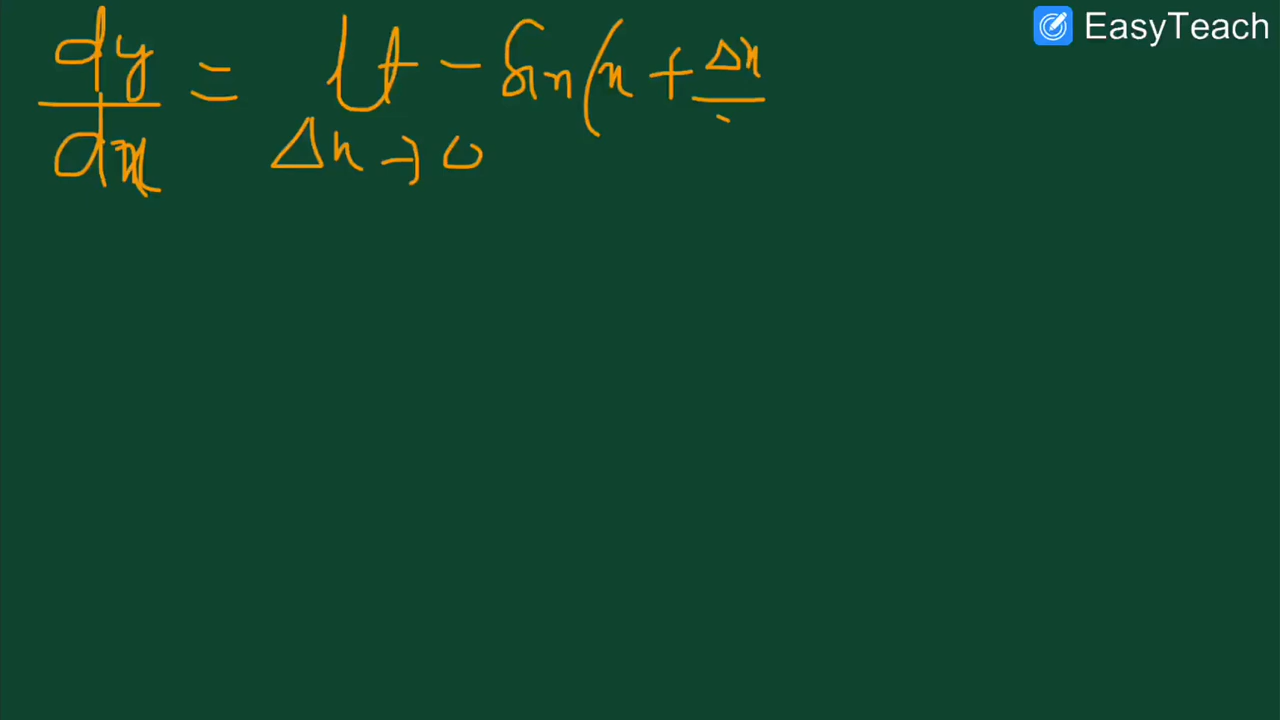 EasyTeach
dy/dx = lt - Sin(x + Δx/
Δx → 0